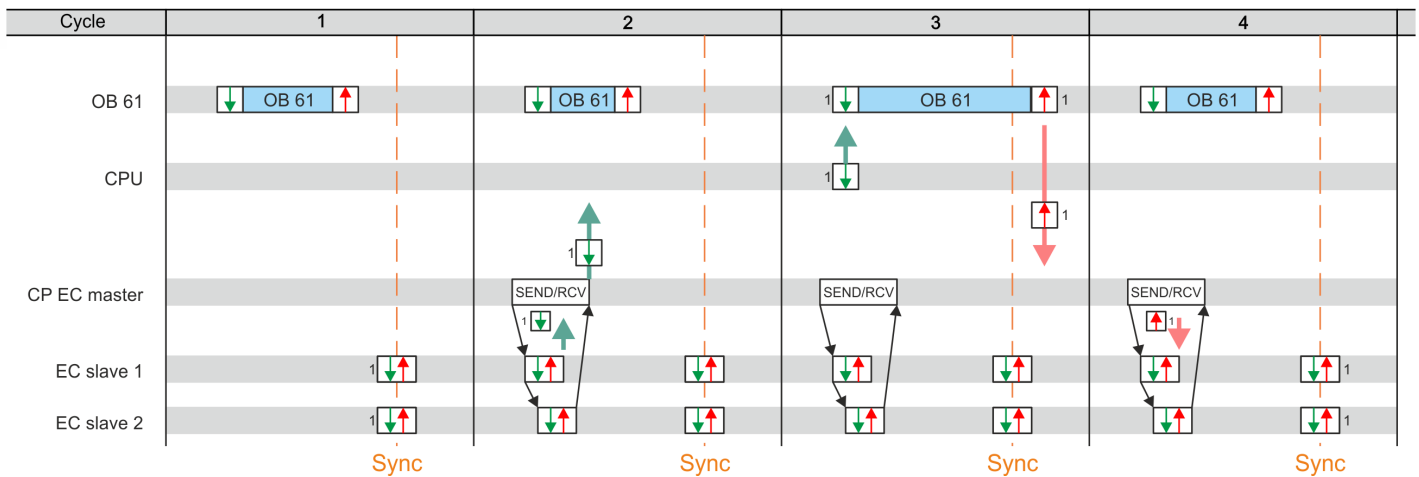 Cycle 1 2 3 4
OB 61 OB 61 OB 61 1 OB 61 1 OB 61
CPU 1
1
1
CP EC master SEND/RCV SEND/RCV SEND/RCV
1 1
EC slave 1 1 1
EC slave 2 1 1
Sync Sync Sync Sync